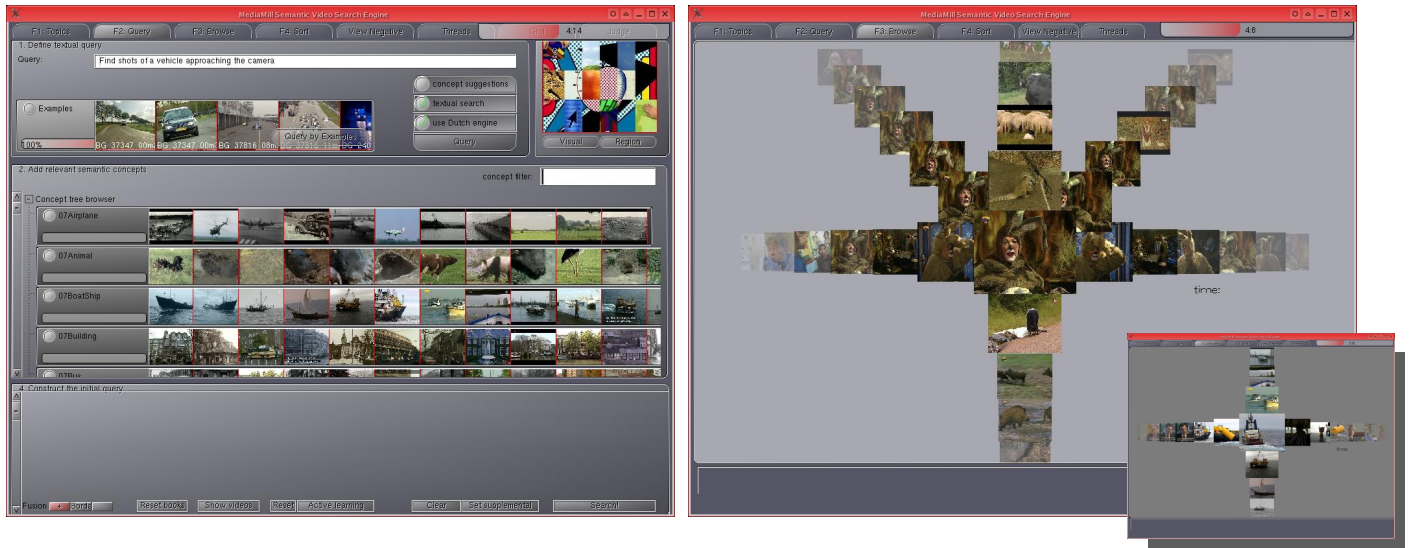 MediaMill Semantic Video Search Engine
F1: Topics
F2: Query
F3: Browse
F4: Sort
View Negative
Threads
4:14
Judge
1. Define textual query
Query:
Find shots of a vehicle approaching the camera
concept suggestions
textual search
use Dutch engine
Query
Examples
100%
Query by Examples
BG_37347_00m
BG_37347_00m
BG_37816_08m
Visual
Region
2. Add relevant semantic concepts
concept filter:
Concept tree browser
07Airplane
07Animal
07BoatShip
07Building
07Bus
4. Construct the initial query
Fusion
+
Borda
Reset books
Show videos
Reset
Active learning
Clear
Set supplemental
Search!
MediaMill Semantic Video Search Engine
F1: Topics
F2: Query
F3: Browse
F4: Sort
View Negative
Threads
4:8
time: